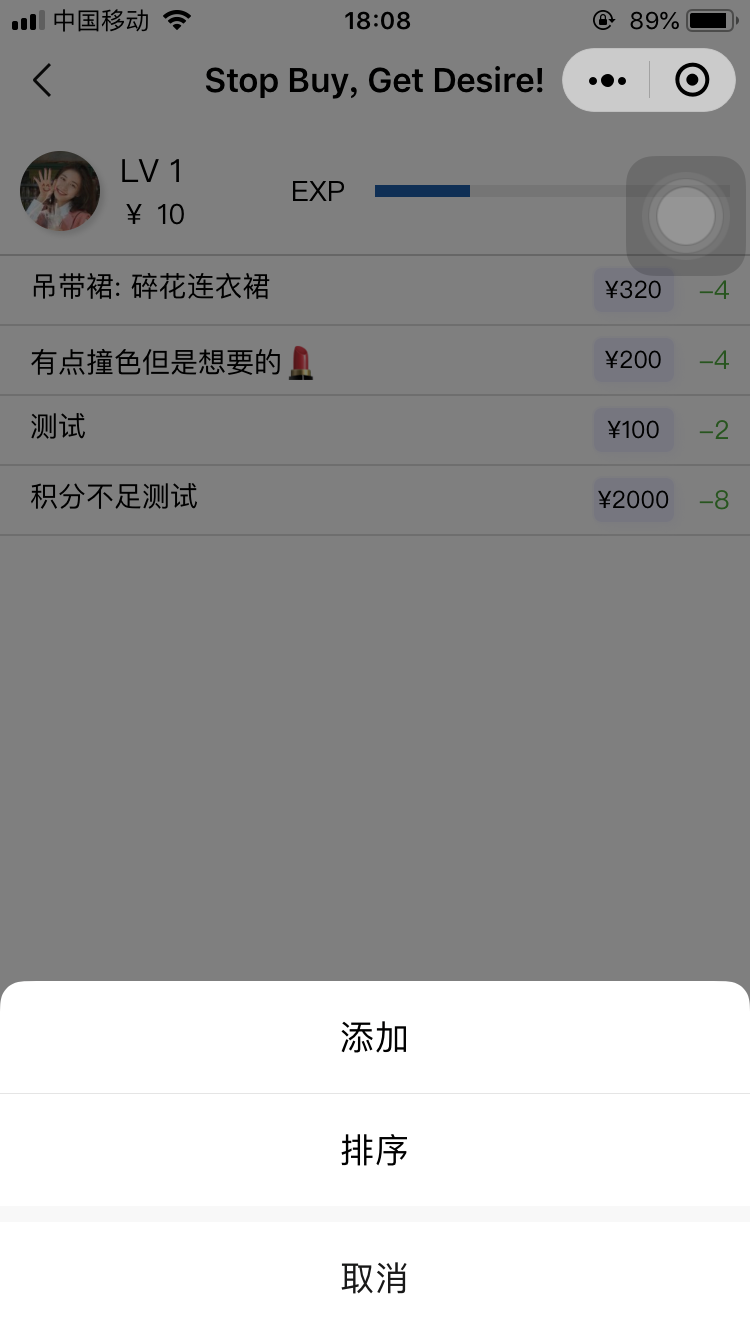 中国移动 18:08 89%
Stop Buy, Get Desire!
LV 1
¥ 10
EXP
吊带裙: 碎花连衣裙 ¥320 -4
有点撞色但是想要的💄 ¥200 -4
测试 ¥100 -2
积分不足测试 ¥2000 -8
添加
排序
取消